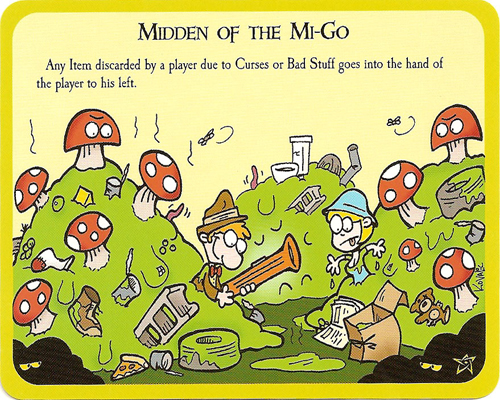 Midden of the Mi-Go
Any Item discarded by a player due to Curses or Bad Stuff goes into the hand of
the player to his left.
Kovalic